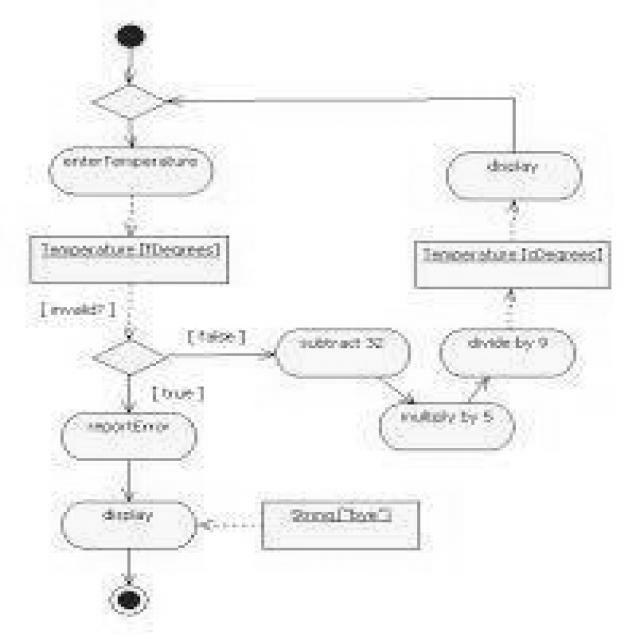 enterTemperature
display
Temperature[fDegrees]
Temperature[cDegrees]
[invalid?]
[false]
subtract 32
divide by 9
[true]
multiply by 5
reportError
display
String["bye"]